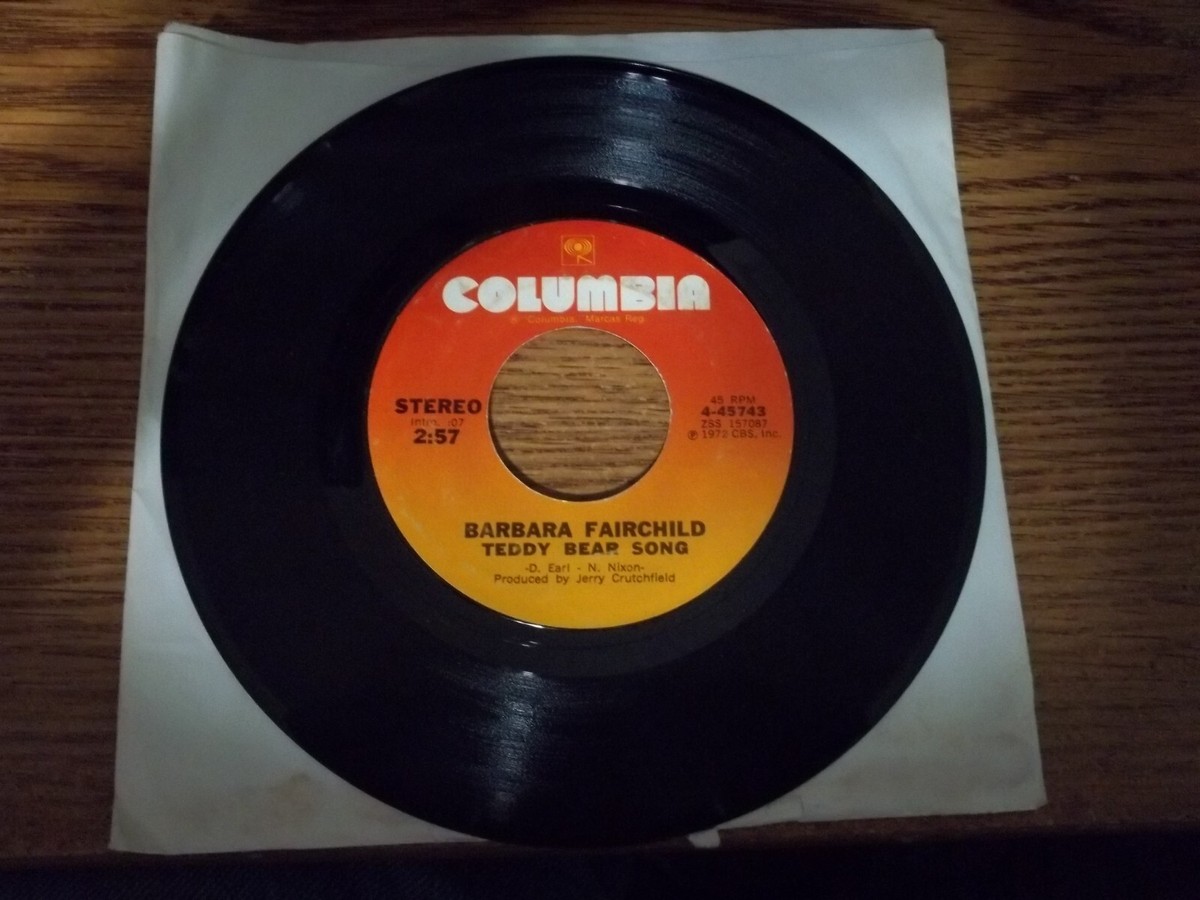 COLUMBIA
® Columbia, Marcas Reg.
STEREO
Intro. :07
2:57
45 RPM
4-45743
ZSS 157087
℗ 1972 CBS, Inc.
BARBARA FAIRCHILD
TEDDY BEAR SONG
-D. Earl - N. Nixon-
Produced by Jerry Crutchfield